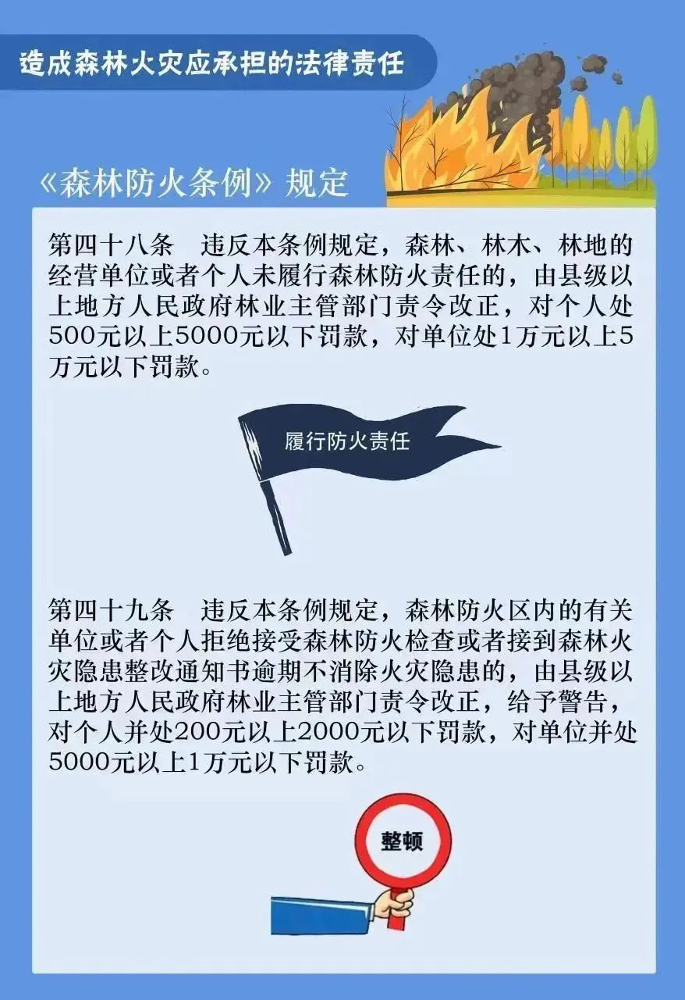 造成森林火灾应承担的法律责任
《森林防火条例》规定
第四十八条　违反本条例规定，森林、林木、林地的
经营单位或者个人未履行森林防火责任的，由县级以
上地方人民政府林业主管部门责令改正，对个人处
500元以上5000元以下罚款，对单位处1万元以上5
万元以下罚款。
履行防火责任
第四十九条　违反本条例规定，森林防火区内的有关
单位或者个人拒绝接受森林防火检查或者接到森林火
灾隐患整改通知书逾期不消除火灾隐患的，由县级以
上地方人民政府林业主管部门责令改正，给予警告，
对个人并处200元以上2000元以下罚款，对单位并处
5000元以上1万元以下罚款。
整顿